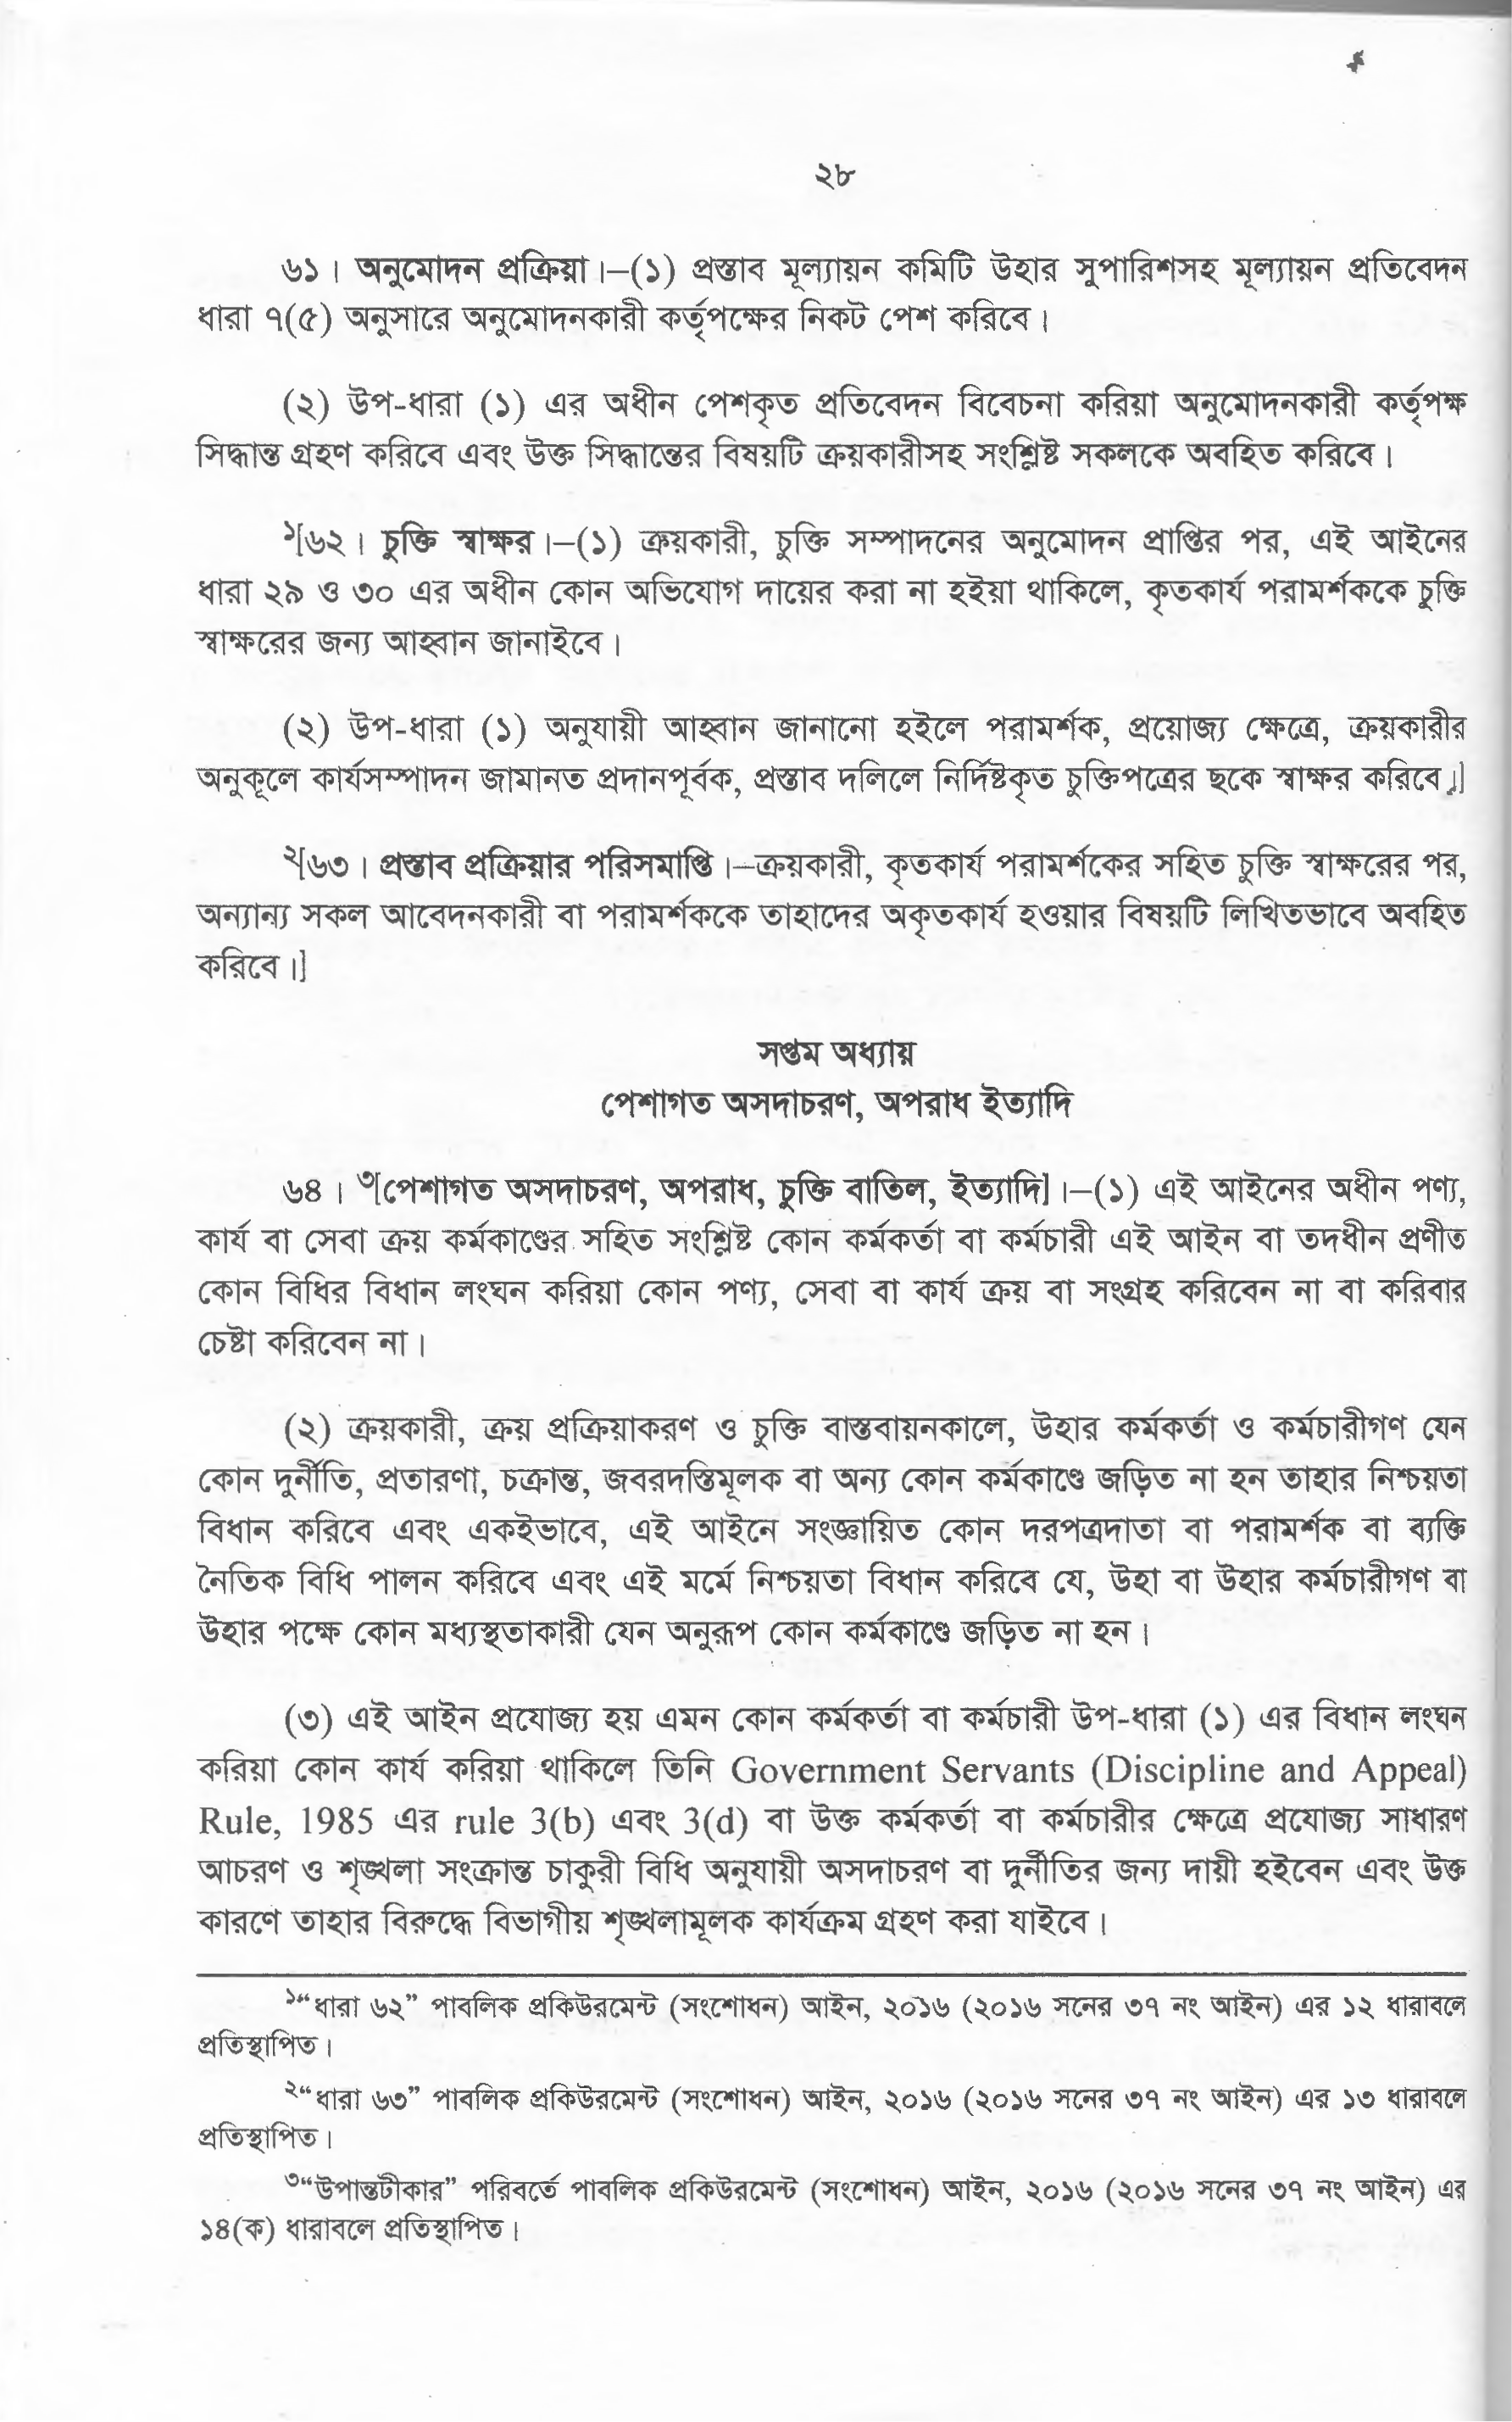 ২৮
৬১। অনুমোদন প্রক্রিয়া।–(১) প্রস্তাব মূল্যায়ন কমিটি উহার সুপারিশসহ মূল্যায়ন প্রতিবেদন
ধারা ৭(৫) অনুসারে অনুমোদনকারী কর্তৃপক্ষের নিকট পেশ করিবে।
(২) উপ-ধারা (১) এর অধীন পেশকৃত প্রতিবেদন বিবেচনা করিয়া অনুমোদনকারী কর্তৃপক্ষ
সিদ্ধান্ত গ্রহণ করিবে এবং উক্ত সিদ্ধান্তের বিষয়টি ক্রয়কারীসহ সংশ্লিষ্ট সকলকে অবহিত করিবে।
১[৬২। চুক্তি স্বাক্ষর।–(১) ক্রয়কারী, চুক্তি সম্পাদনের অনুমোদন প্রাপ্তির পর, এই আইনের
ধারা ২৯ ও ৩০ এর অধীন কোন অভিযোগ দায়ের করা না হইয়া থাকিলে, কৃতকার্য পরামর্শককে চুক্তি
স্বাক্ষরের জন্য আহ্বান জানাইবে।
(২) উপ-ধারা (১) অনুযায়ী আহ্বান জানানো হইলে পরামর্শক, প্রয়োজ্য ক্ষেত্রে, ক্রয়কারীর
অনুকূলে কার্যসম্পাদন জামানত প্রদানপূর্বক, প্রস্তাব দলিলে নির্দিষ্টকৃত চুক্তিপত্রের ছকে স্বাক্ষর করিবে।]
২[৬৩। প্রস্তাব প্রক্রিয়ার পরিসমাপ্তি।–ক্রয়কারী, কৃতকার্য পরামর্শকের সহিত চুক্তি স্বাক্ষরের পর,
অন্যান্য সকল আবেদনকারী বা পরামর্শককে তাহাদের অকৃতকার্য হওয়ার বিষয়টি লিখিতভাবে অবহিত
করিবে।]
সপ্তম অধ্যায়
পেশাগত অসদাচরণ, অপরাধ ইত্যাদি
৬৪। ৩[পেশাগত অসদাচরণ, অপরাধ, চুক্তি বাতিল, ইত্যাদি]।–(১) এই আইনের অধীন পণ্য,
কার্য বা সেবা ক্রয় কর্মকাণ্ডের সহিত সংশ্লিষ্ট কোন কর্মকর্তা বা কর্মচারী এই আইন বা তদধীন প্রণীত
কোন বিধির বিধান লংঘন করিয়া কোন পণ্য, সেবা বা কার্য ক্রয় বা সংগ্রহ করিবেন না বা করিবার
চেষ্টা করিবেন না।
(২) ক্রয়কারী, ক্রয় প্রক্রিয়াকরণ ও চুক্তি বাস্তবায়নকালে, উহার কর্মকর্তা ও কর্মচারীগণ যেন
কোন দুর্নীতি, প্রতারণা, চক্রান্ত, জবরদস্তিমূলক বা অন্য কোন কর্মকাণ্ডে জড়িত না হন তাহার নিশ্চয়তা
বিধান করিবে এবং একইভাবে, এই আইনে সংজ্ঞায়িত কোন দরপত্রদাতা বা পরামর্শক বা ব্যক্তি
নৈতিক বিধি পালন করিবে এবং এই মর্মে নিশ্চয়তা বিধান করিবে যে, উহা বা উহার কর্মচারীগণ বা
উহার পক্ষে কোন মধ্যস্থতাকারী যেন অনুরূপ কোন কর্মকাণ্ডে জড়িত না হন।
(৩) এই আইন প্রযোজ্য হয় এমন কোন কর্মকর্তা বা কর্মচারী উপ-ধারা (১) এর বিধান লংঘন
করিয়া কোন কার্য করিয়া থাকিলে তিনি Government Servants (Discipline and Appeal)
Rule, 1985 এর rule 3(b) এবং 3(d) বা উক্ত কর্মকর্তা বা কর্মচারীর ক্ষেত্রে প্রযোজ্য সাধারণ
আচরণ ও শৃঙ্খলা সংক্রান্ত চাকুরী বিধি অনুযায়ী অসদাচরণ বা দুর্নীতির জন্য দায়ী হইবেন এবং উক্ত
কারণে তাহার বিরুদ্ধে বিভাগীয় শৃঙ্খলামূলক কার্যক্রম গ্রহণ করা যাইবে।
১“ধারা ৬২” পাবলিক প্রকিউরমেন্ট (সংশোধন) আইন, ২০১৬ (২০১৬ সনের ৩৭ নং আইন) এর ১২ ধারাবলে
প্রতিস্থাপিত।
২“ধারা ৬৩” পাবলিক প্রকিউরমেন্ট (সংশোধন) আইন, ২০১৬ (২০১৬ সনের ৩৭ নং আইন) এর ১৩ ধারাবলে
প্রতিস্থাপিত।
৩“উপান্তটীকার” পরিবর্তে পাবলিক প্রকিউরমেন্ট (সংশোধন) আইন, ২০১৬ (২০১৬ সনের ৩৭ নং আইন) এর
১৪(ক) ধারাবলে প্রতিস্থাপিত।